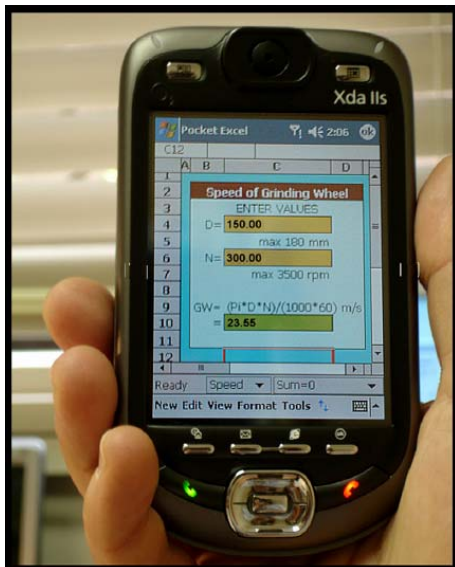 Xda IIs
Pocket Excel 2:06 ok
C12
A B C D
1
2 Speed of Grinding Wheel
3 ENTER VALUES
4 D= 150.00
5 max 180 mm
6 N= 300.00
7 max 3500 rpm
8
9 GW= (Pi*D*N)/(1000*60) m/s
10 = 23.55
11
12
Ready Speed Sum=0
New Edit View Format Tools